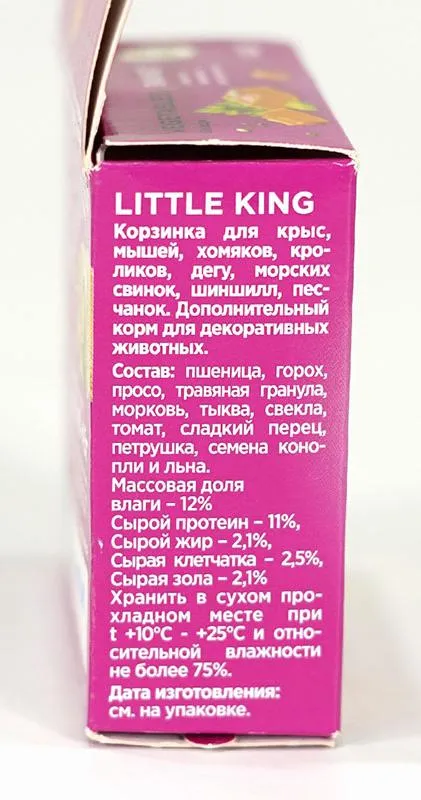 LITTLE KING
Корзинка для крыс,
мышей, хомяков, кро-
ликов, дегу, морских
свинок, шиншилл, пес-
чанок. Дополнительный
корм для декоративных
животных.
Состав: пшеница, горох,
просо, травяная гранула,
морковь, тыква, свекла,
томат, сладкий перец,
петрушка, семена коно-
пли и льна.
Массовая доля
влаги – 12%
Сырой протеин – 11%,
Сырой жир – 2,1%,
Сырая клетчатка – 2,5%,
Сырая зола – 2,1%
Хранить в сухом про-
хладном месте при
t +10°С - +25°С и отно-
сительной влажности
не более 75%.
Дата изготовления:
см. на упаковке.